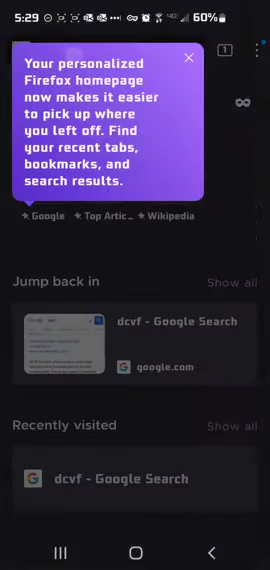 5:29
60%
Your personalized
Firefox homepage
now makes it easier
to pick up where
you left off. Find
your recent tabs,
bookmarks, and
search results.
1
Google
Top Artic…
Wikipedia
Jump back in
Show all
dcvf - Google Search
google.com
Recently visited
Show all
dcvf - Google Search